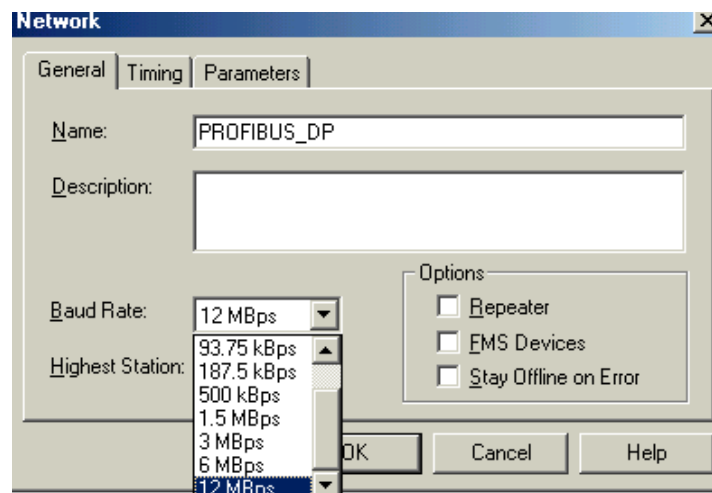 Network
General Timing Parameters
Name: PROFIBUS_DP
Description:
Options
Baud Rate: 12 MBps Repeater
93.75 kBps FMS Devices
Highest Station: 187.5 kBps Stay Offline on Error
500 kBps
1.5 MBps
3 MBps
6 MBps OK Cancel Help
12 MBps